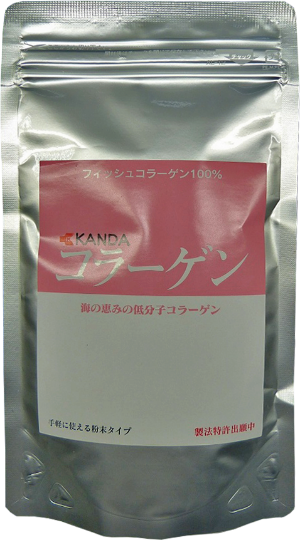 フィッシュコラーゲン100%
KANDA
コラーゲン
海の恵みの低分子コラーゲン
手軽に使える粉末タイプ
製法特許出願中